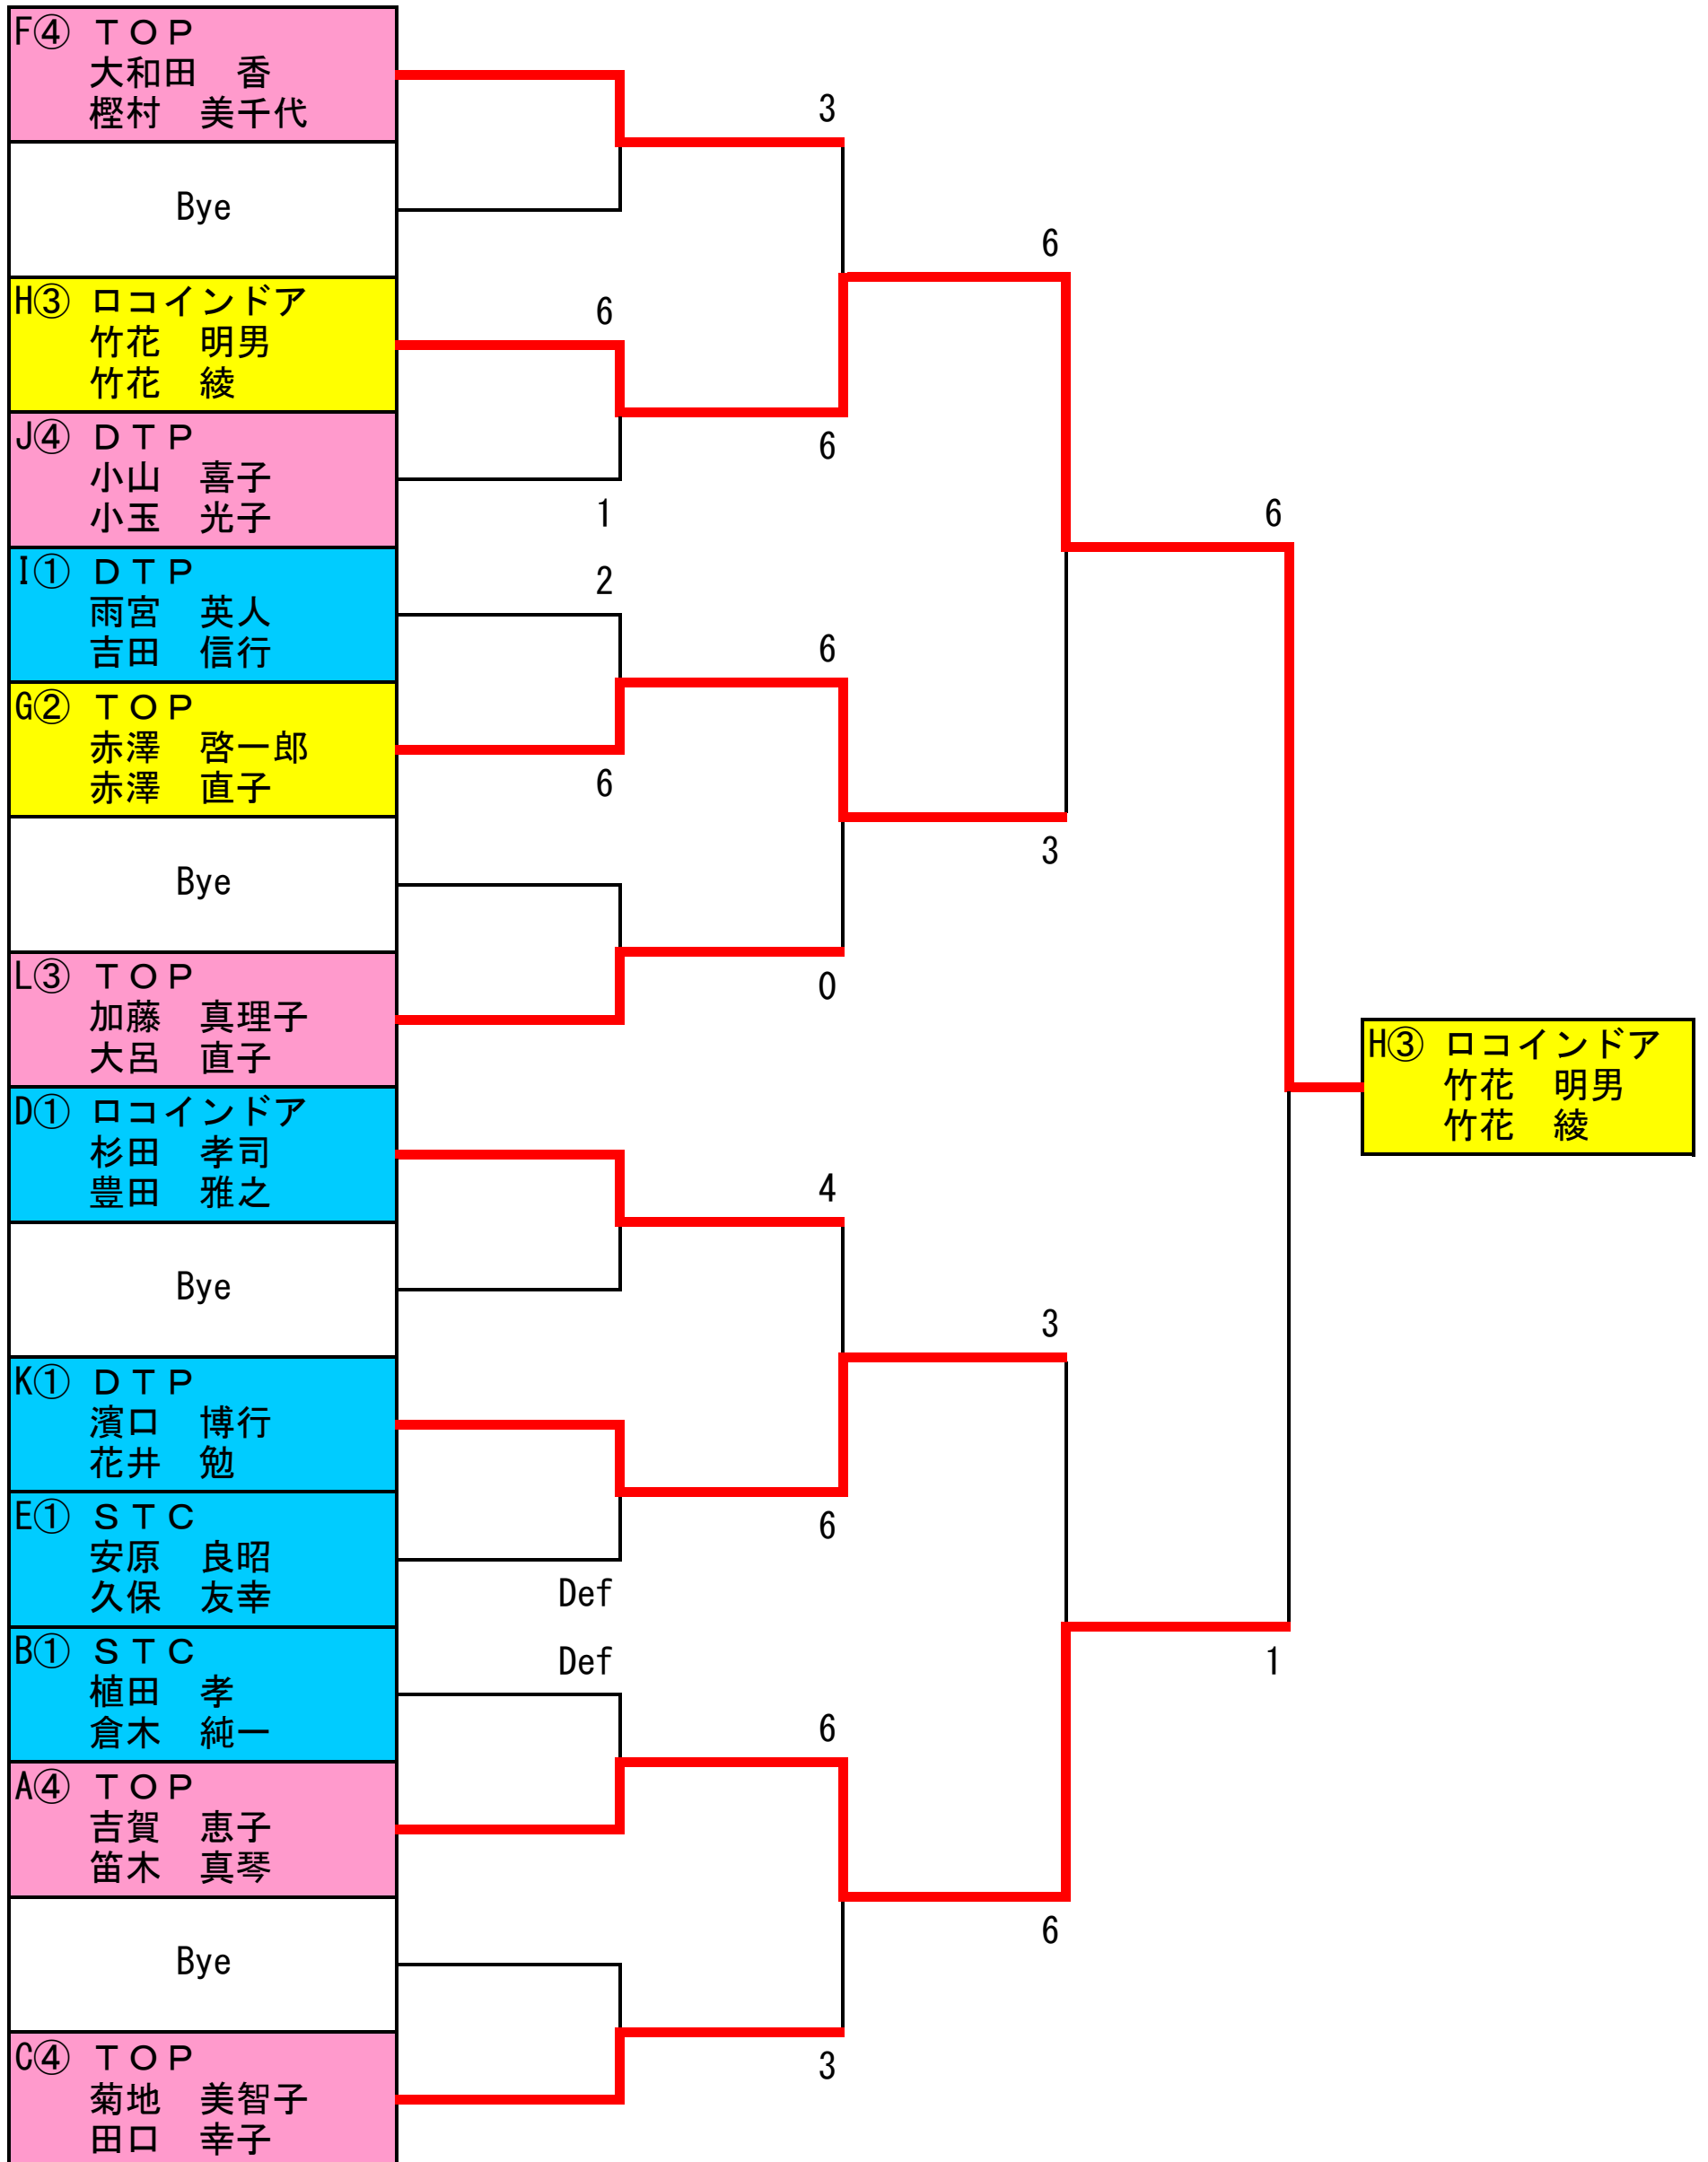 F④ ＴＯＰ
大和田　香
樫村　美千代
Bye
H③ ロコインドア
竹花　明男
竹花　綾
J④ ＤＴＰ
小山　喜子
小玉　光子
I① ＤＴＰ
雨宮　英人
吉田　信行
G② ＴＯＰ
赤澤　啓一郎
赤澤　直子
Bye
L③ ＴＯＰ
加藤　真理子
大呂　直子
D① ロコインドア
杉田　孝司
豊田　雅之
Bye
K① ＤＴＰ
濱口　博行
花井　勉
E① ＳＴＣ
安原　良昭
久保　友幸
B① ＳＴＣ
植田　孝
倉木　純一
A④ ＴＯＰ
吉賀　恵子
笛木　真琴
Bye
C④ ＴＯＰ
菊地　美智子
田口　幸子
6
1
2
6
Def
Def
3
6
6
0
4
6
6
3
6
3
3
6
6
1
H③ ロコインドア
竹花　明男
竹花　綾